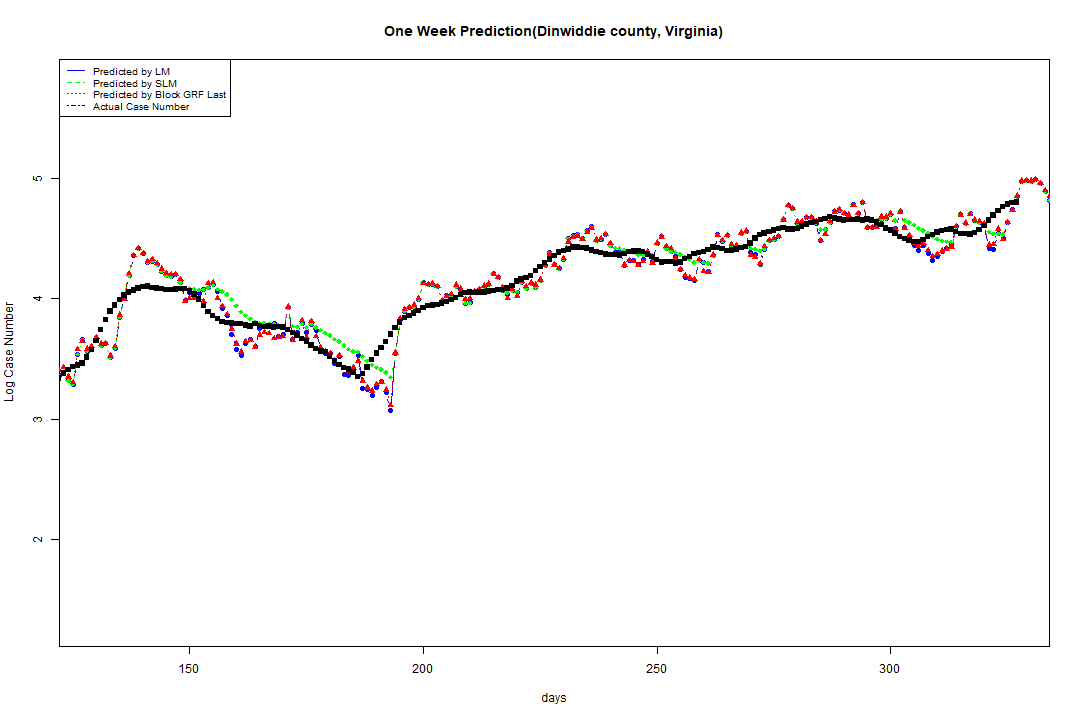 One Week Prediction(Dinwiddie county, Virginia)
Predicted by LM
Predicted by SLM
Predicted by Block GRF Last
Actual Case Number
5
4
3
2
Log Case Number
150 200 250 300
days